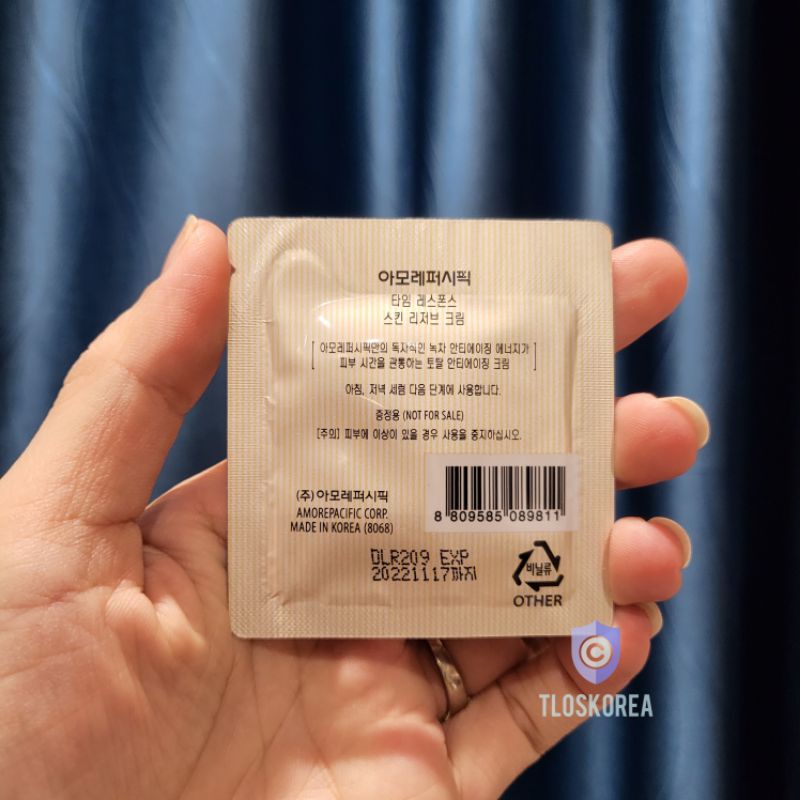 아모레퍼시픽
타임 레스폰스
스킨 리저브 크림
[ 아모레퍼시픽만의 독자적인 녹차 안티에이징 에너지가
피부 시간을 관통하는 토탈 안티에이징 크림 ]
아침, 저녁 세럼 다음 단계에 사용합니다.
증정용 (NOT FOR SALE)
[주의] 피부에 이상이 있을 경우 사용을 중지하십시오.
(주)아모레퍼시픽
AMOREPACIFIC CORP.
MADE IN KOREA (8068)
8 809585 089811
DLR209 EXP
20221117까지
비닐류
OTHER
©
TLOSKOREA